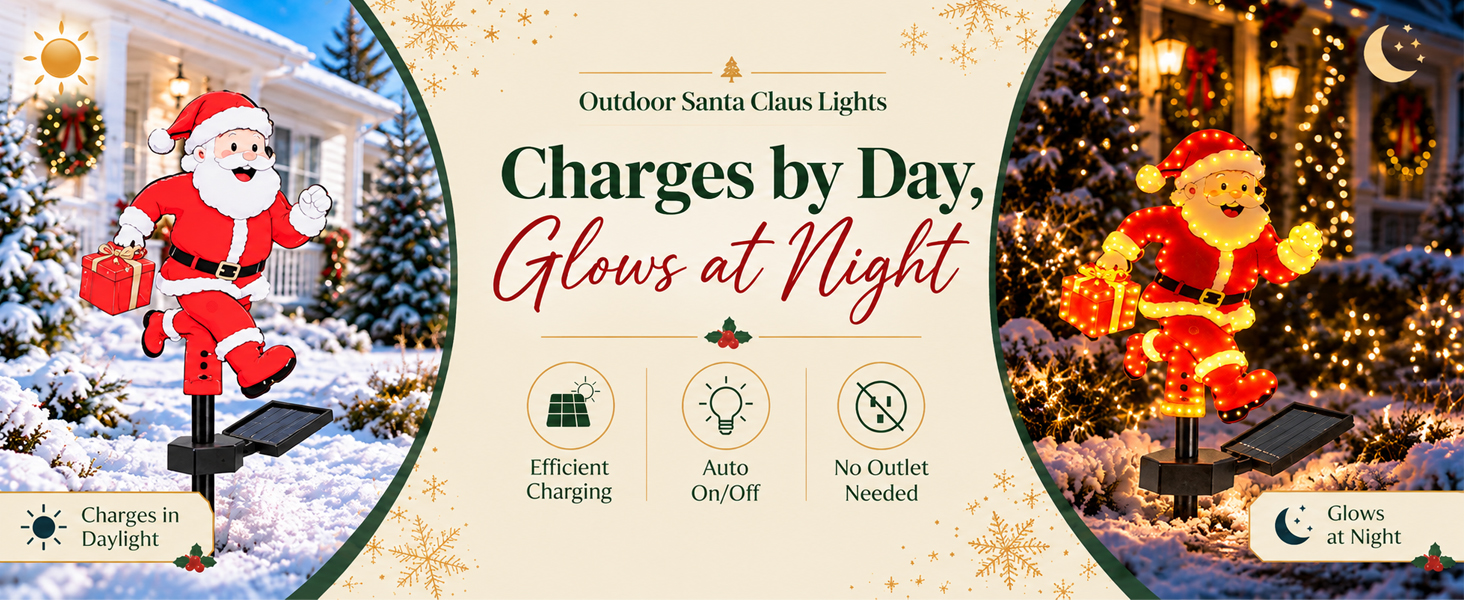 Outdoor Santa Claus Lights
Charges by Day,
Glows at Night
Efficient
Charging
Auto
On/Off
No Outlet
Needed
Charges in
Daylight
Glows
at Night